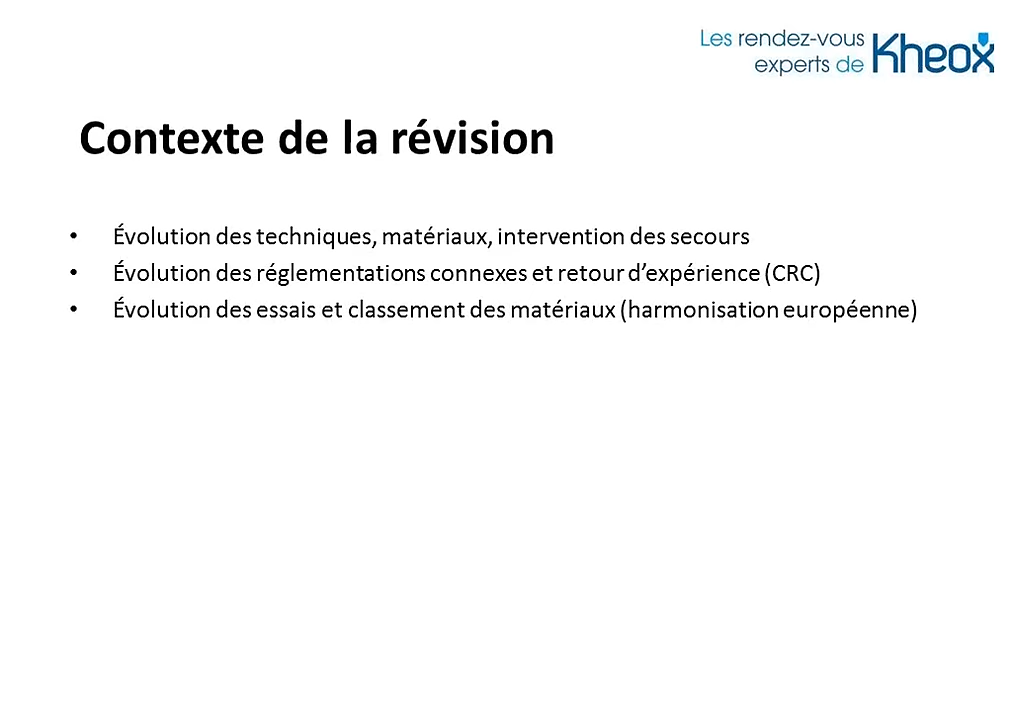 Les rendez-vous
experts de Kheox
Contexte de la révision
• Évolution des techniques, matériaux, intervention des secours
• Évolution des réglementations connexes et retour d'expérience (CRC)
• Évolution des essais et classement des matériaux (harmonisation européenne)